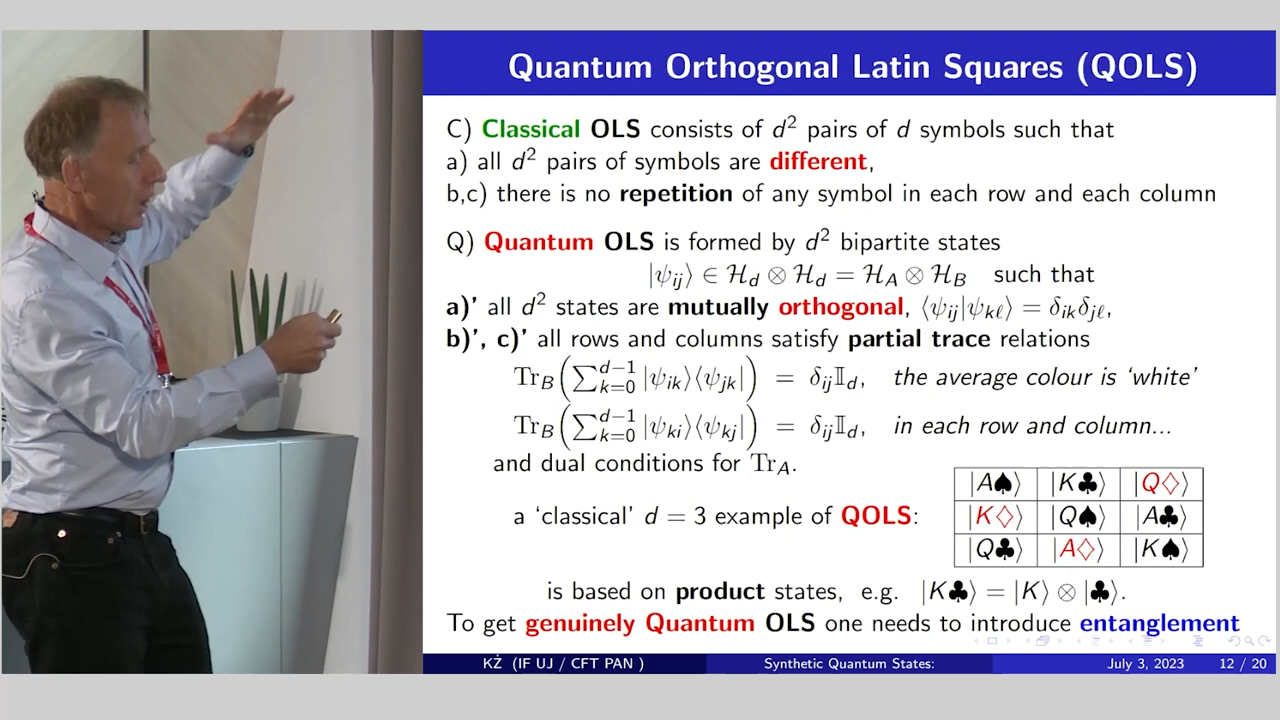 Quantum Orthogonal Latin Squares (QOLS)
C) Classical OLS consists of d² pairs of d symbols such that
a) all d² pairs of symbols are different,
b,c) there is no repetition of any symbol in each row and each column
Q) Quantum OLS is formed by d² bipartite states
|ψ_ij⟩ ∈ ℋ_d ⊗ ℋ_d = ℋ_A ⊗ ℋ_B such that
a)' all d² states are mutually orthogonal, ⟨ψ_ij|ψ_kℓ⟩ = δ_ik δ_jℓ,
b)', c)' all rows and columns satisfy partial trace relations
Tr_B(∑_{k=0}^{d−1} |ψ_ik⟩⟨ψ_jk|) = δ_ij 𝕀_d, the average colour is 'white'
Tr_B(∑_{k=0}^{d−1} |ψ_ki⟩⟨ψ_kj|) = δ_ij 𝕀_d, in each row and column...
and dual conditions for Tr_A.
a 'classical' d = 3 example of QOLS:
|A♠⟩ |K♣⟩ |Q♢⟩
|K♢⟩ |Q♠⟩ |A♣⟩
|Q♣⟩ |A♢⟩ |K♠⟩
is based on product states, e.g. |K♣⟩ = |K⟩ ⊗ |♣⟩.
To get genuinely Quantum OLS one needs to introduce entanglement
KŻ (IF UJ / CFT PAN ) Synthetic Quantum States: July 3, 2023 12 / 20